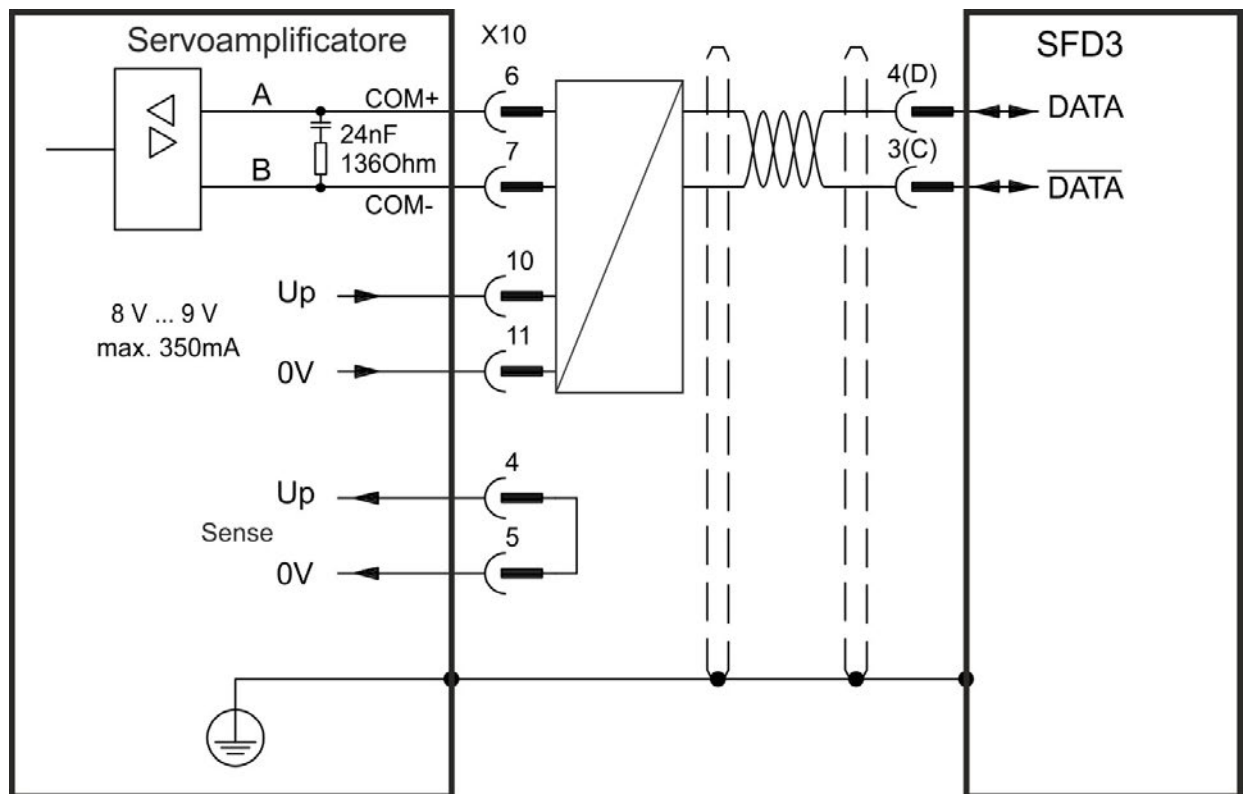 Servoamplificatore
X10
SFD3
A
COM+
6
4(D)
DATA
24nF
136Ohm
7
3(C)
B
COM-
DATA
10
Up
8 V ... 9 V
max. 350mA
11
0V
4
Up
Sense
5
0V